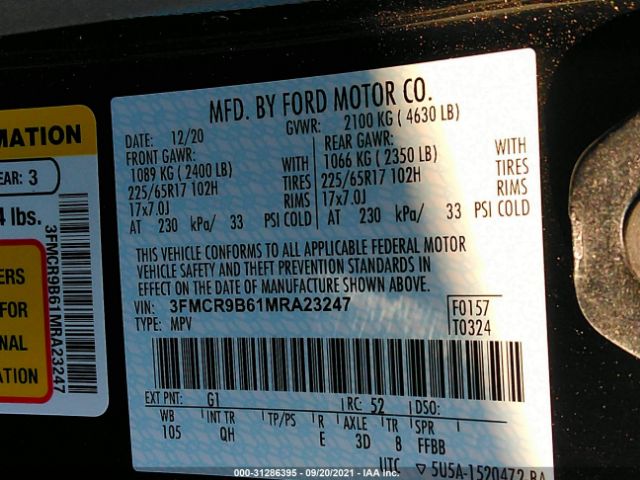 RMATION
EAR: 3
4 lbs.
3FMCR9B61MRA23247
ERS
FOR
NAL
ATION
MFD. BY FORD MOTOR CO.
DATE: 12/20 GVWR: 2100 KG ( 4630 LB)
FRONT GAWR: REAR GAWR:
1089 KG ( 2400 LB) WITH 1066 KG ( 2350 LB) WITH
225/65R17 102H TIRES 225/65R17 102H TIRES
17x7.0J RIMS 17x7.0J RIMS
AT 230 kPa/ 33 PSI COLD AT 230 kPa/ 33 PSI COLD
THIS VEHICLE CONFORMS TO ALL APPLICABLE FEDERAL MOTOR
VEHICLE SAFETY AND THEFT PREVENTION STANDARDS IN
EFFECT ON THE DATE OF MANUFACTURE SHOWN ABOVE.
VIN: 3FMCR9B61MRA23247 F0157
TYPE: MPV T0324
EXT PNT: G1 RC: 52 DSO:
WB INT TR TP/PS R AXLE TR SPR
105 QH E 3D 8 FFBB
UTC ▽ 5U5A-1520472 BA
000-31286395 - 09/20/2021 - IAA Inc.